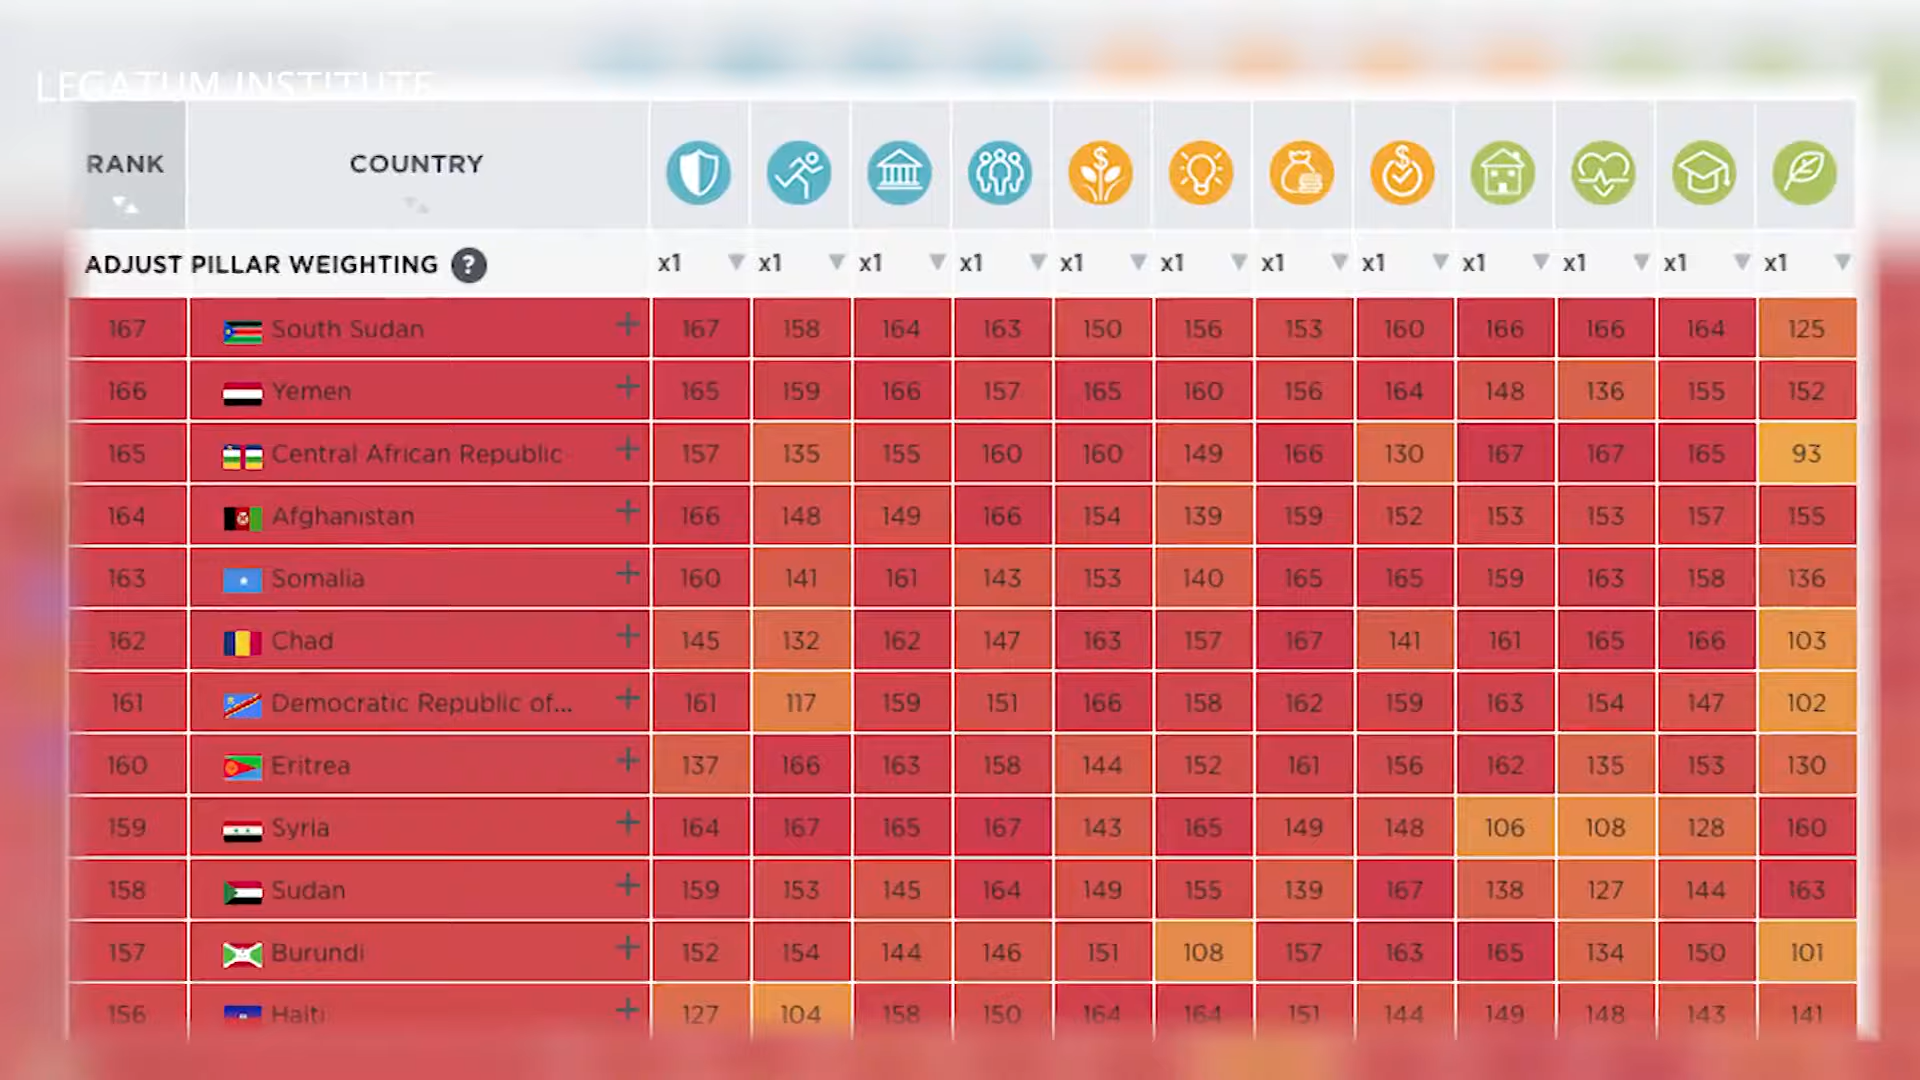 LEGATUM INSTITUTE
RANK COUNTRY
ADJUST PILLAR WEIGHTING ? x1 x1 x1 x1 x1 x1 x1 x1 x1 x1 x1 x1
167 South Sudan + 167 158 164 163 150 156 153 160 166 166 164 125
166 Yemen + 165 159 166 157 165 160 156 164 148 136 155 152
165 Central African Republic + 157 135 155 160 160 149 166 130 167 167 165 93
164 Afghanistan + 166 148 149 166 154 139 159 152 153 153 157 155
163 Somalia + 160 141 161 143 153 140 165 165 159 163 158 136
162 Chad + 145 132 162 147 163 157 167 141 161 165 166 103
161 Democratic Republic of... + 161 117 159 151 166 158 162 159 163 154 147 102
160 Eritrea + 137 166 163 158 144 152 161 156 162 135 153 130
159 Syria + 164 167 165 167 143 165 149 148 106 108 128 160
158 Sudan + 159 153 145 164 149 155 139 167 138 127 144 163
157 Burundi + 152 154 144 146 151 108 157 163 165 134 150 101
156 Haiti + 127 104 158 150 164 164 151 144 149 148 143 141